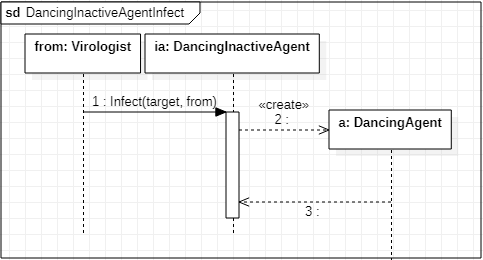 sd DancingInactiveAgentInfect
from: Virologist
ia: DancingInactiveAgent
1 : Infect(target, from)
«create»
2 :
a: DancingAgent
3 :